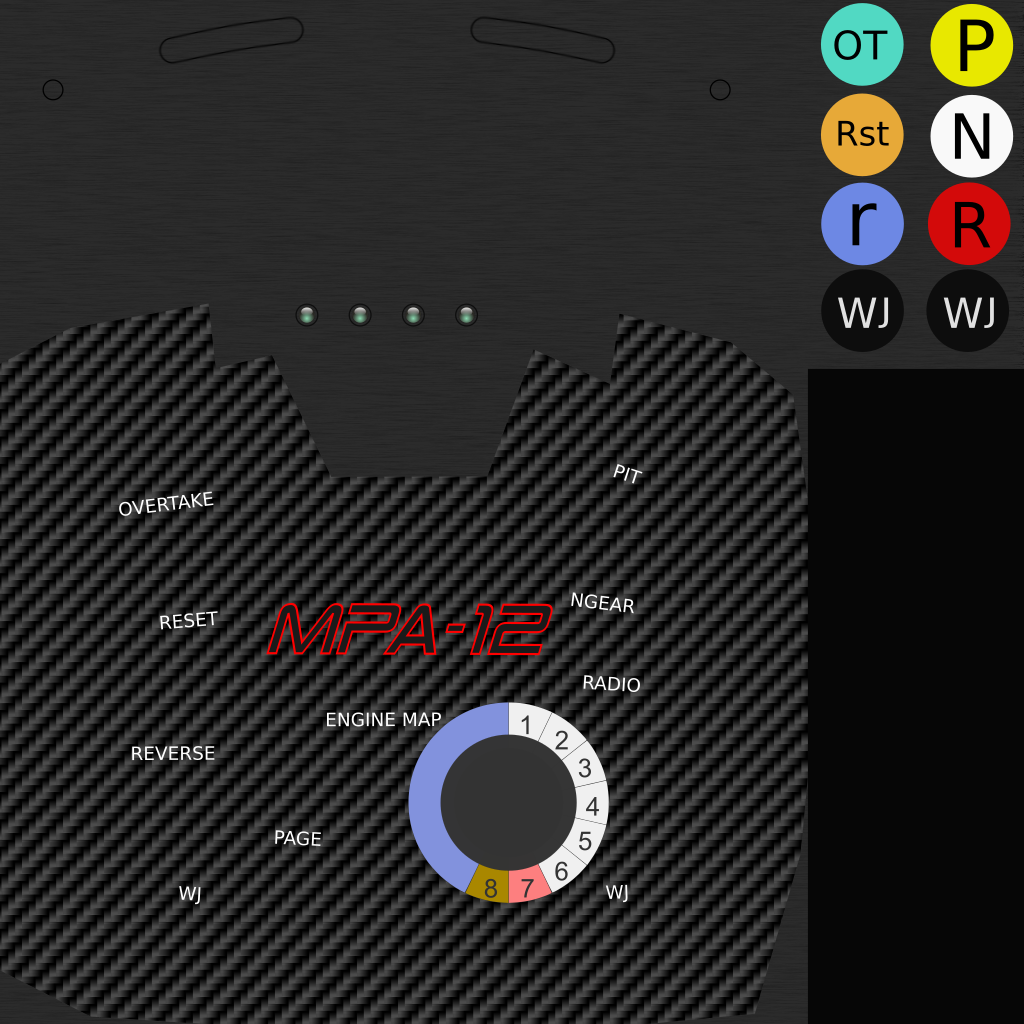 OT
P
Rst
N
r
R
WJ
WJ
PIT
OVERTAKE
NGEAR
RESET
MPA-12
RADIO
ENGINE MAP
1
2
REVERSE
3
4
PAGE
5
6
8
7
WJ
WJ